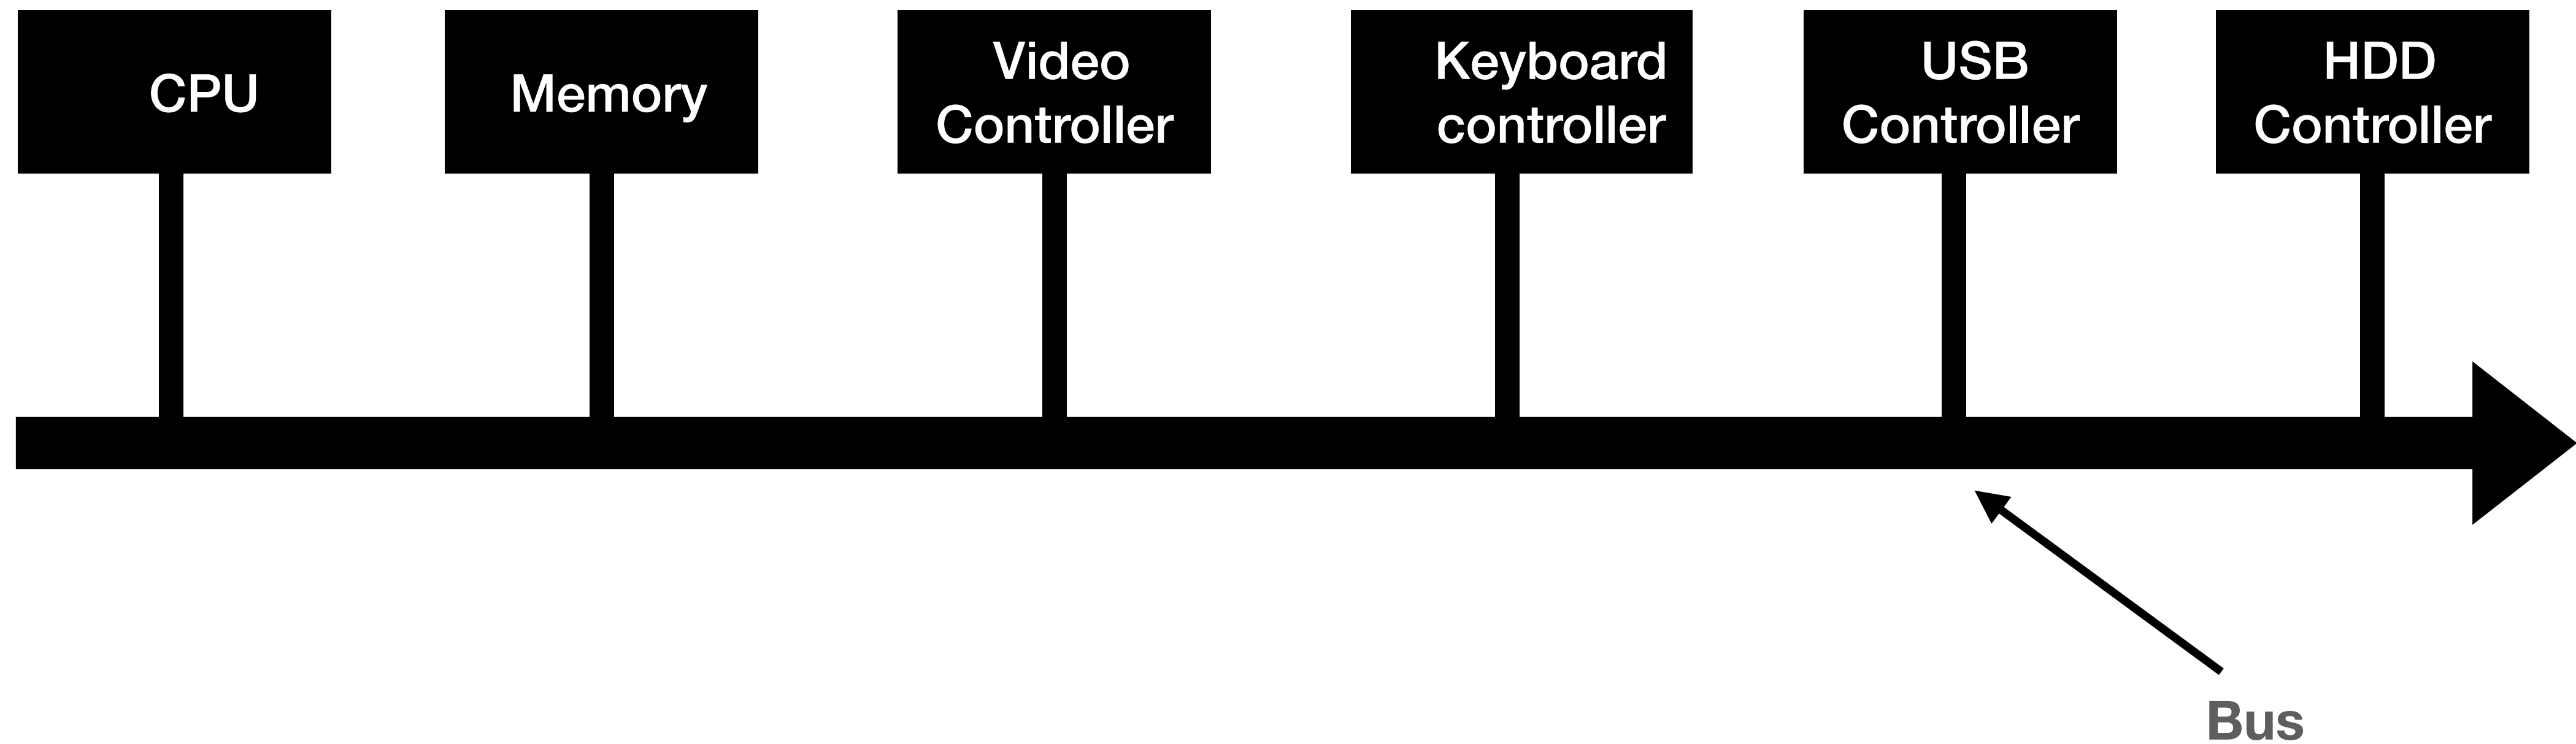 CPU
Memory
Video
Controller
Keyboard
controller
USB
Controller
HDD
Controller
Bus